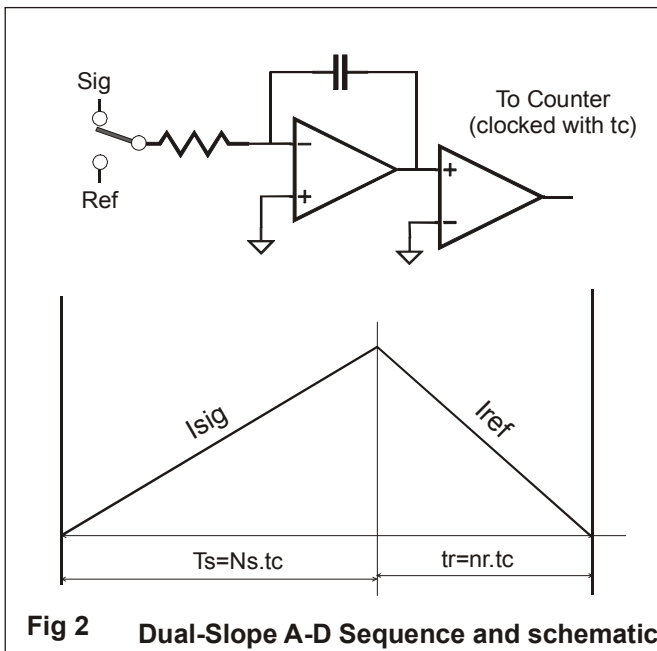 Sig
To Counter
(clocked with tc)
Ref
Isig
Iref
Ts=Ns.tc
tr=nr.tc
Fig 2 Dual-Slope A-D Sequence and schematic